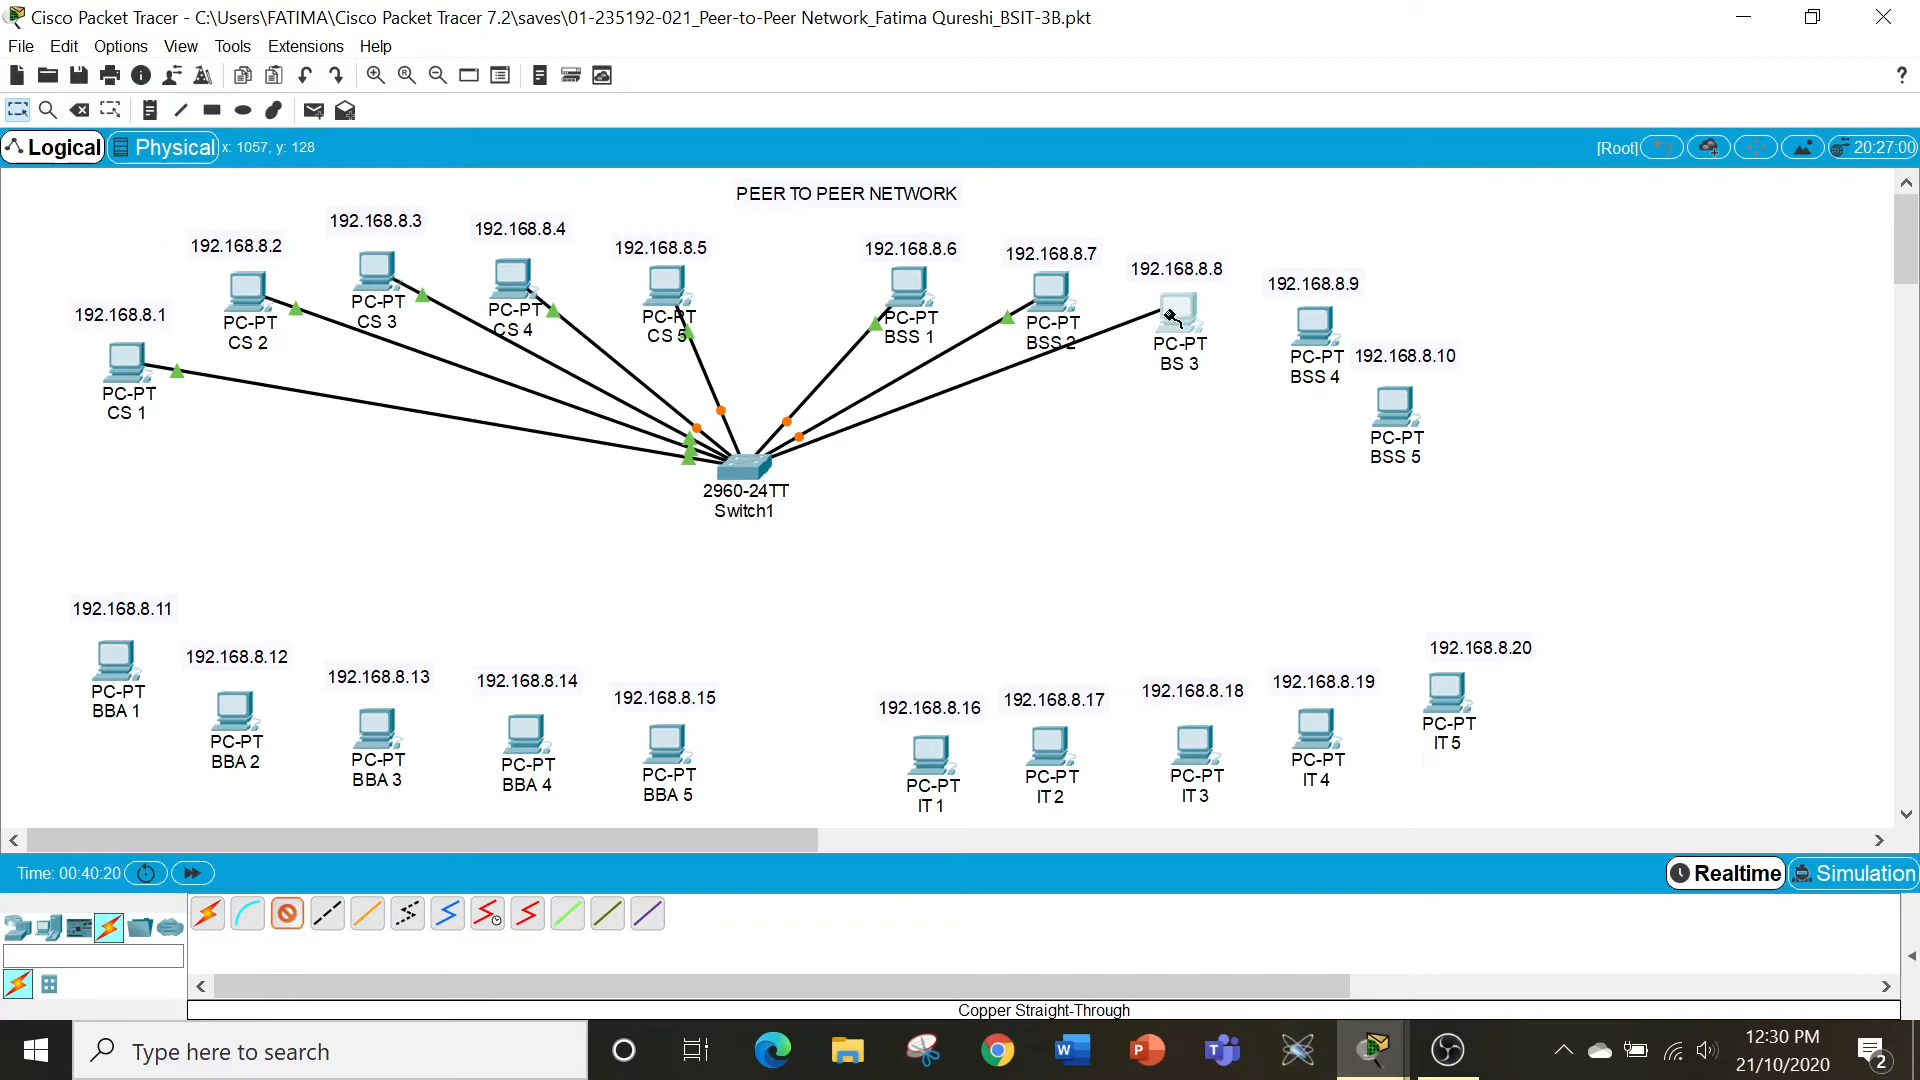 Cisco Packet Tracer - C:\Users\FATIMA\Cisco Packet Tracer 7.2\saves\01-235192-021_Peer-to-Peer Network_Fatima Qureshi_BSIT-3B.pkt
File Edit Options View Tools Extensions Help
?
Logical Physical x: 1057, y: 128 [Root] 20:27:00
PEER TO PEER NETWORK
192.168.8.1
PC-PT
CS 1
192.168.8.2
PC-PT
CS 2
192.168.8.3
PC-PT
CS 3
192.168.8.4
PC-PT
CS 4
192.168.8.5
PC-PT
CS 5
192.168.8.6
PC-PT
BSS 1
192.168.8.7
PC-PT
BSS 2
192.168.8.8
PC-PT
BS 3
192.168.8.9
PC-PT
BSS 4
192.168.8.10
PC-PT
BSS 5
2960-24TT
Switch1
192.168.8.11
PC-PT
BBA 1
192.168.8.12
PC-PT
BBA 2
192.168.8.13
PC-PT
BBA 3
192.168.8.14
PC-PT
BBA 4
192.168.8.15
PC-PT
BBA 5
192.168.8.16
PC-PT
IT 1
192.168.8.17
PC-PT
IT 2
192.168.8.18
PC-PT
IT 3
192.168.8.19
PC-PT
IT 4
192.168.8.20
PC-PT
IT 5
Time: 00:40:20 Realtime Simulation
Copper Straight-Through
Type here to search
12:30 PM
21/10/2020
2